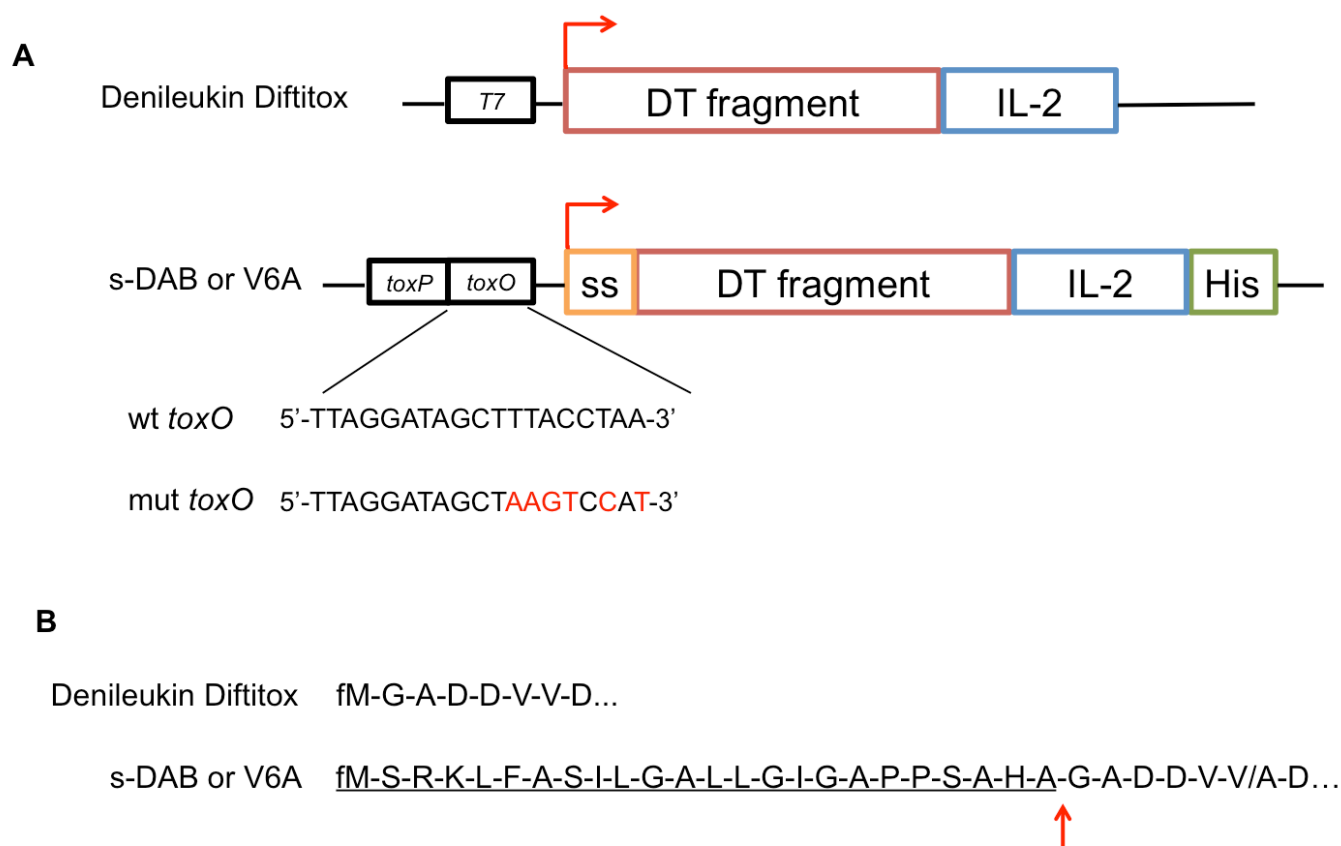 A
Denileukin Diftitox T7 DT fragment IL-2
s-DAB or V6A toxP toxO ss DT fragment IL-2 His
wt toxO 5’-TTAGGATAGCTTTACCTAA-3’
mut toxO 5’-TTAGGATAGCTAAGTCCAT-3’
B
Denileukin Diftitox fM-G-A-D-D-V-V-D...
s-DAB or V6A fM-S-R-K-L-F-A-S-I-L-G-A-L-L-G-I-G-A-P-P-S-A-H-A-G-A-D-D-V-V/A-D...